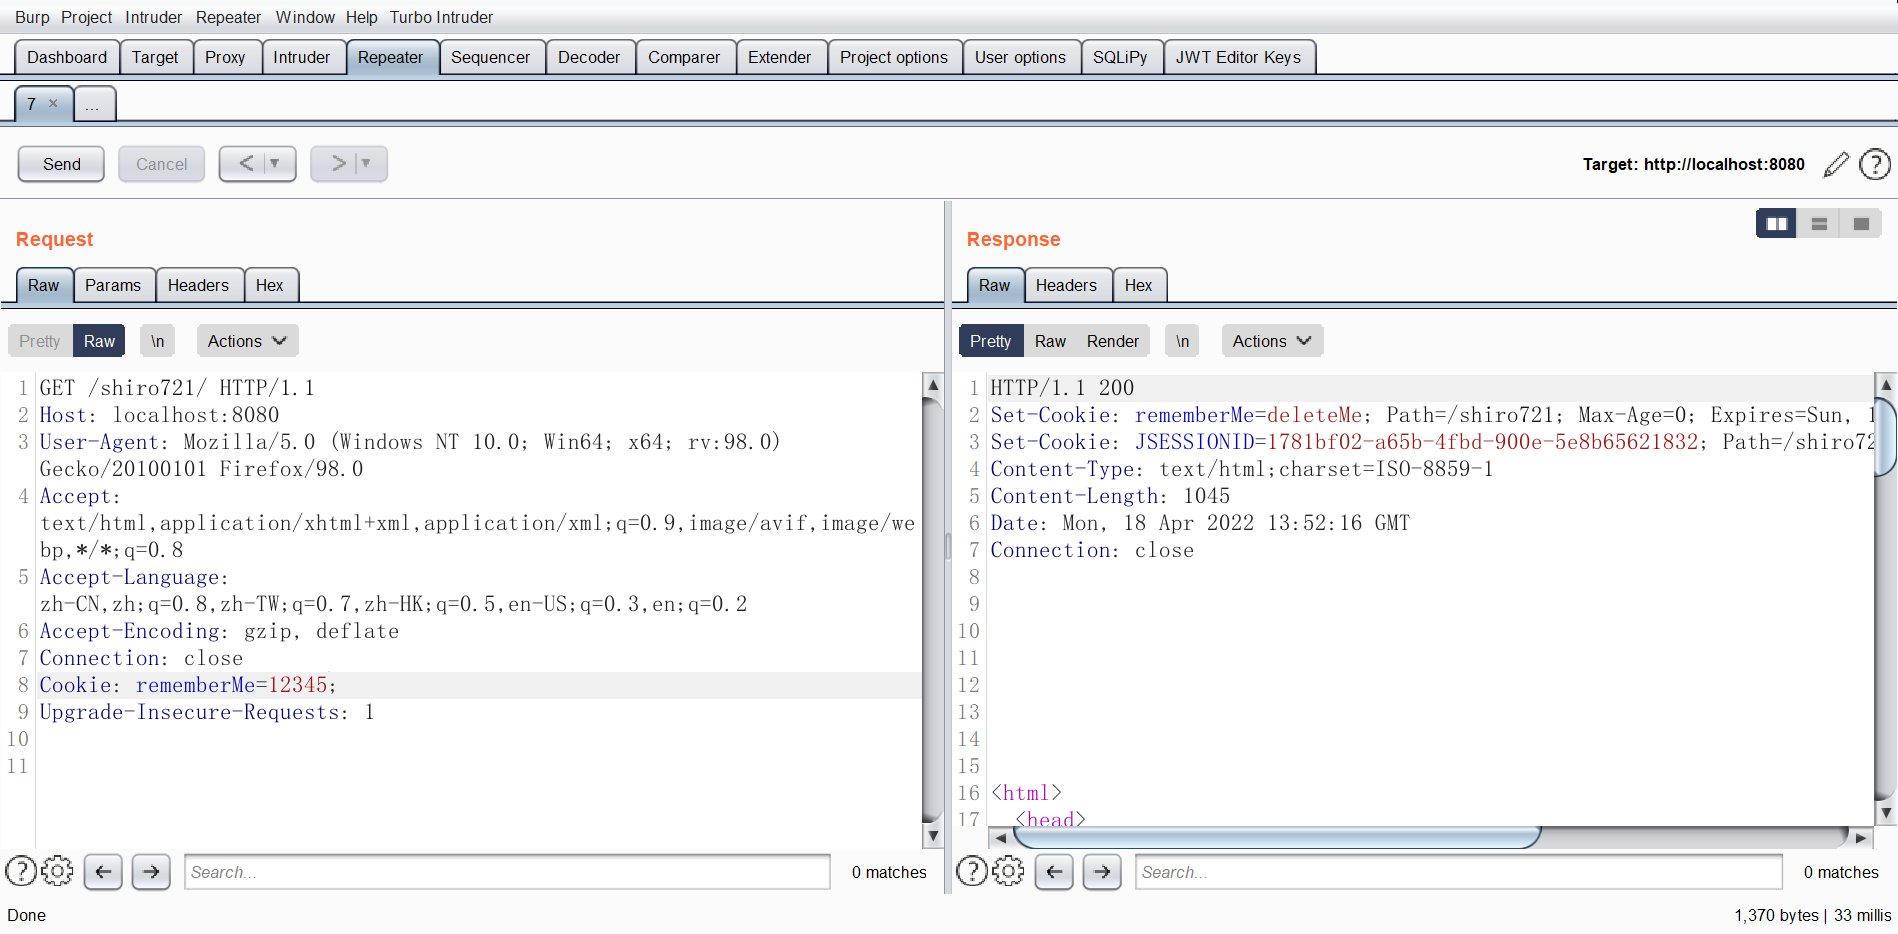 Burp Project Intruder Repeater Window Help Turbo Intruder
Dashboard Target Proxy Intruder Repeater Sequencer Decoder Comparer Extender Project options User options SQLiPy JWT Editor Keys
7 × ...
Send Cancel < > Target: http://localhost:8080
Request
Raw Params Headers Hex
Pretty Raw \n Actions
1 GET /shiro721/ HTTP/1.1
2 Host: localhost:8080
3 User-Agent: Mozilla/5.0 (Windows NT 10.0; Win64; x64; rv:98.0)
Gecko/20100101 Firefox/98.0
4 Accept:
text/html,application/xhtml+xml,application/xml;q=0.9,image/avif,image/we
bp,*/*;q=0.8
5 Accept-Language:
zh-CN,zh;q=0.8,zh-TW;q=0.7,zh-HK;q=0.5,en-US;q=0.3,en;q=0.2
6 Accept-Encoding: gzip, deflate
7 Connection: close
8 Cookie: rememberMe=12345;
9 Upgrade-Insecure-Requests: 1
10
11
Search... 0 matches
Response
Raw Headers Hex
Pretty Raw Render \n Actions
1 HTTP/1.1 200
2 Set-Cookie: rememberMe=deleteMe; Path=/shiro721; Max-Age=0; Expires=Sun, 1
3 Set-Cookie: JSESSIONID=1781bf02-a65b-4fbd-900e-5e8b65621832; Path=/shiro72
4 Content-Type: text/html;charset=ISO-8859-1
5 Content-Length: 1045
6 Date: Mon, 18 Apr 2022 13:52:16 GMT
7 Connection: close
8
9
10
11
12
13
14
15
16 <html>
17 <head>
Search... 0 matches
Done 1,370 bytes | 33 millis